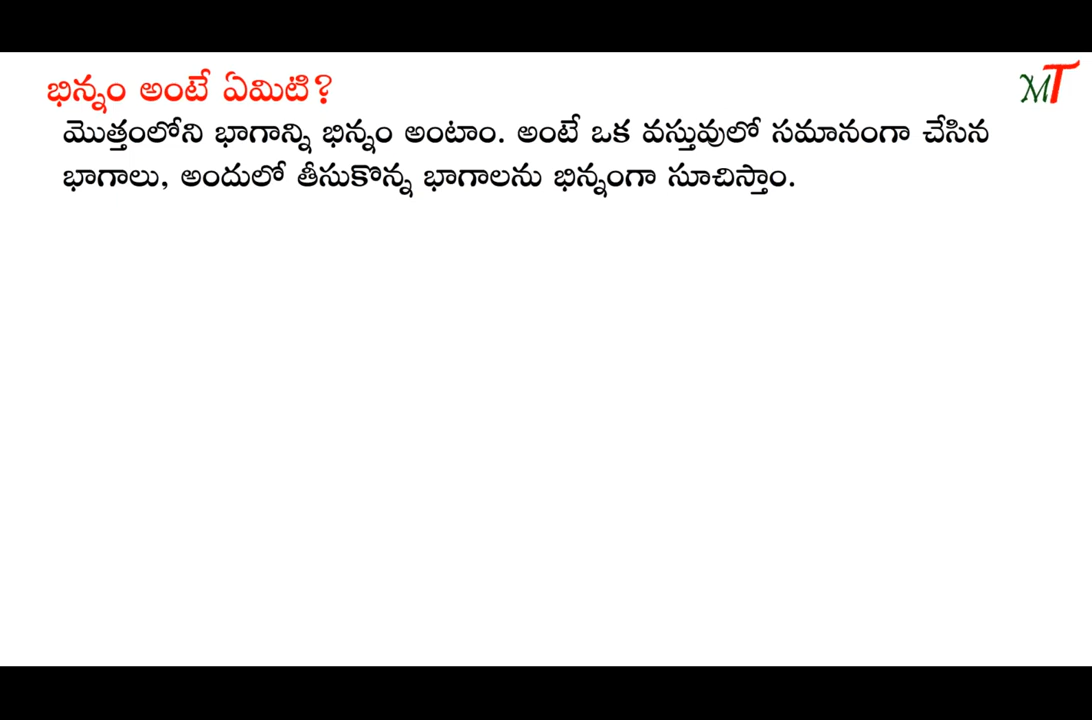 భిన్నం అంటే ఏమిటి?
MT
మొత్తంలోని భాగాన్ని భిన్నం అంటాం. అంటే ఒక వస్తువులో సమానంగా చేసిన
భాగాలు, అందులో తీసుకొన్న భాగాలను భిన్నంగా సూచిస్తాం.